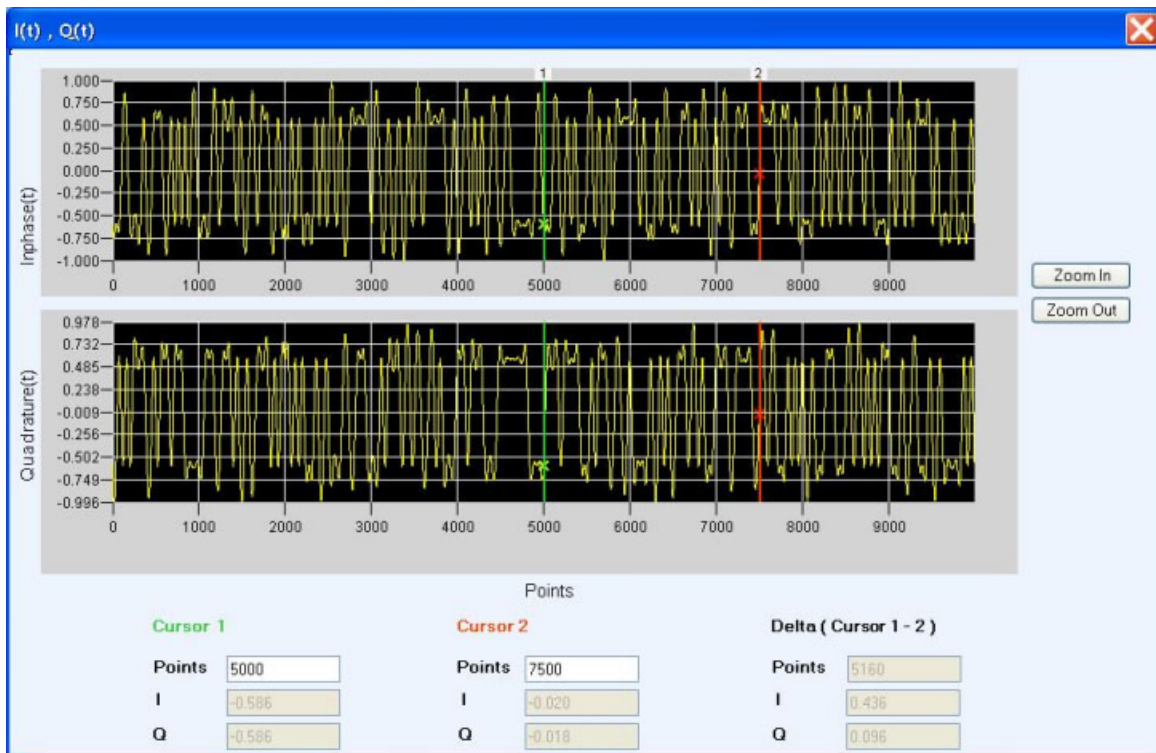 I(t) , Q(t)
1 2
Inphase(t)
1.000
0.750
0.500
0.250
0.000
-0.250
-0.500
-0.750
-1.000
0 1000 2000 3000 4000 5000 6000 7000 8000 9000
Zoom In
Zoom Out
Quadrature(t)
0.978
0.732
0.485
0.238
-0.009
-0.256
-0.502
-0.749
-0.996
0 1000 2000 3000 4000 5000 6000 7000 8000 9000
Points
Cursor 1 Cursor 2 Delta ( Cursor 1 - 2 )
Points 5000 Points 7500 Points 5160
I -0.586 I -0.020 I 0.436
Q -0.586 Q -0.018 Q 0.096